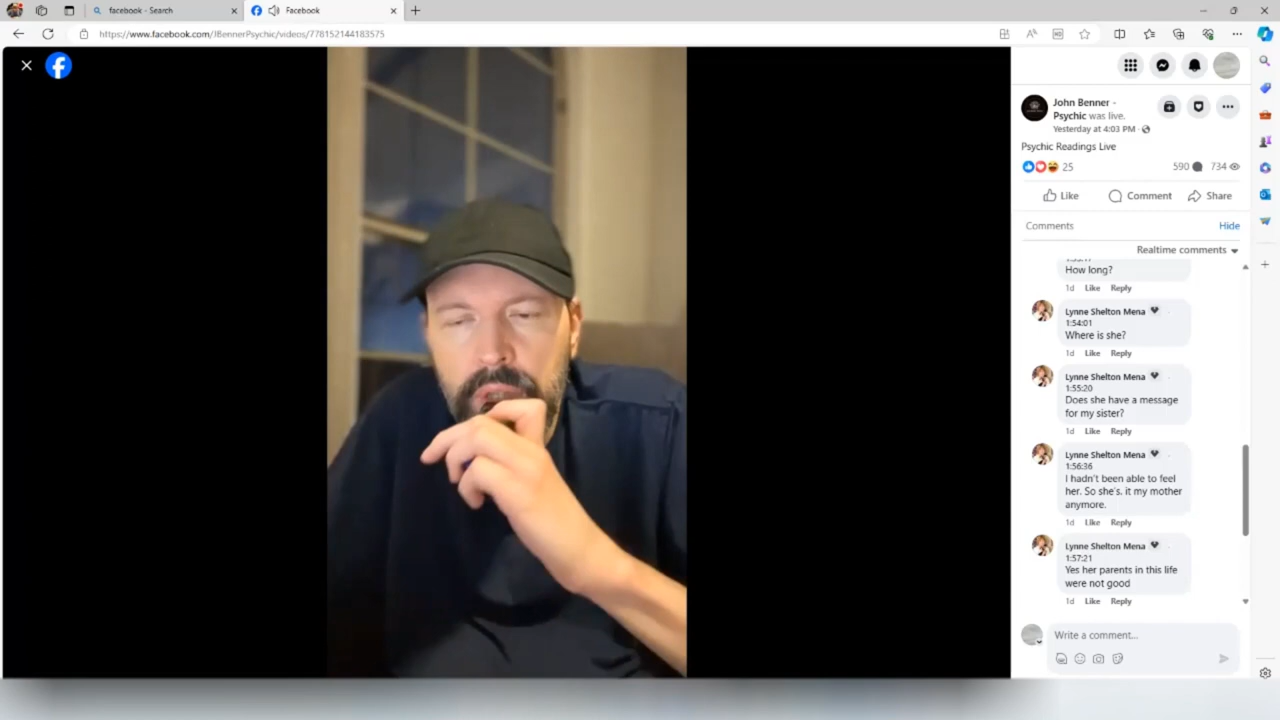 facebook - Search
Facebook
https://www.facebook.com/JBennerPsychic/videos/778152144183575
John Benner -
Psychic was live.
Yesterday at 4:03 PM ·
Psychic Readings Live
25
590
734
Like
Comment
Share
Comments
Hide
Realtime comments
How long?
1d Like Reply
Lynne Shelton Mena
1:54:01
Where is she?
1d Like Reply
Lynne Shelton Mena
1:55:20
Does she have a message
for my sister?
1d Like Reply
Lynne Shelton Mena
1:56:36
I hadn't been able to feel
her. So she's. it my mother
anymore.
1d Like Reply
Lynne Shelton Mena
1:57:21
Yes her parents in this life
were not good
1d Like Reply
Write a comment...